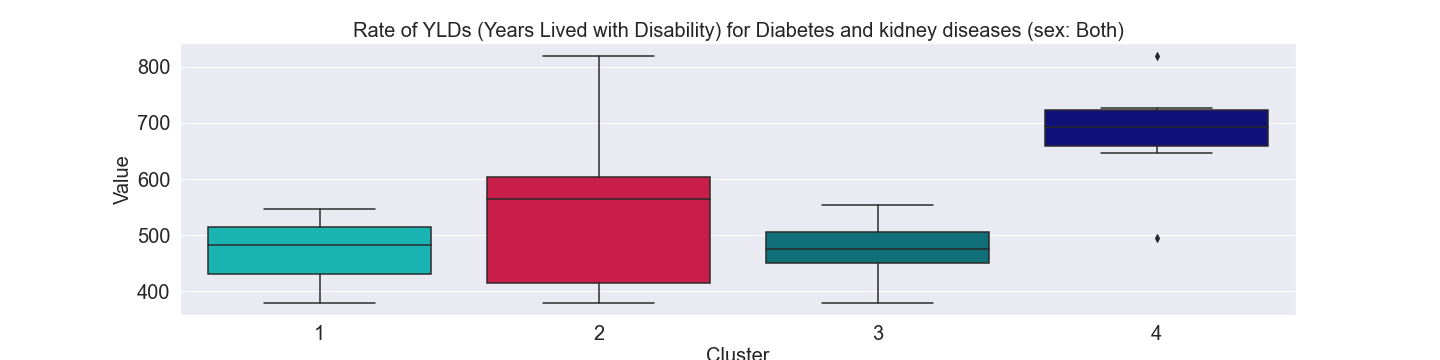 Rate of YLDs (Years Lived with Disability) for Diabetes and kidney diseases (sex: Both)
800
700
600
500
400
Value
1 2 3 4
Cluster